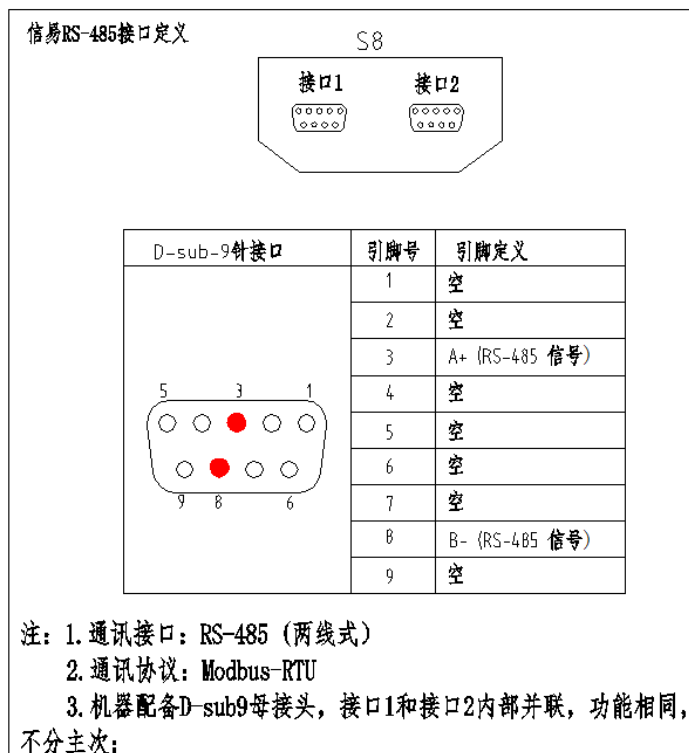 信易RS-485接口定义
S8
接口1 接口2
D-sub-9针接口 引脚号 引脚定义
1 空
2 空
3 A+ (RS-485 信号)
4 空
5 空
6 空
7 空
8 B- (RS-485 信号)
9 空
5 3 1
9 8 6
注: 1.通讯接口: RS-485 (两线式)
2.通讯协议: Modbus-RTU
3.机器配备D-sub9母接头, 接口1和接口2内部并联, 功能相同,
不分主次;